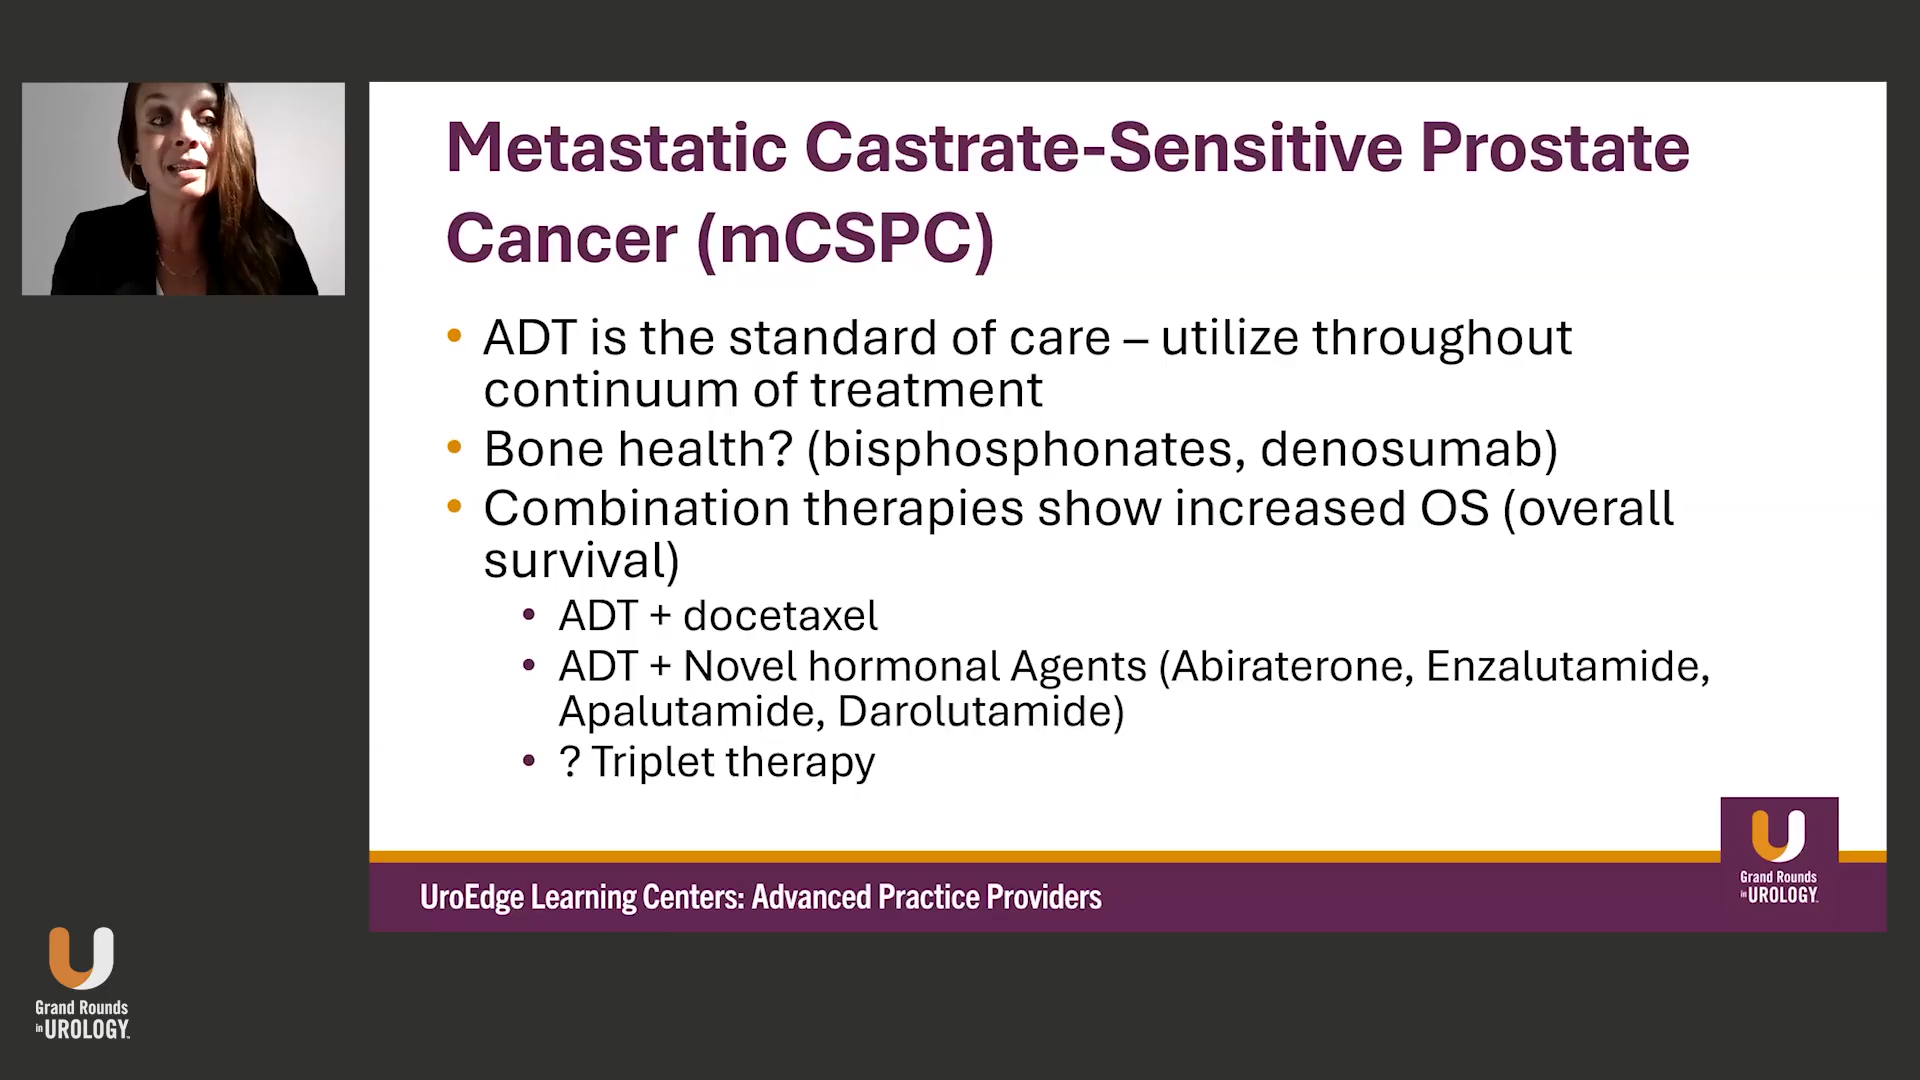 Metastatic Castrate-Sensitive Prostate
Cancer (mCSPC)
• ADT is the standard of care – utilize throughout
continuum of treatment
• Bone health? (bisphosphonates, denosumab)
• Combination therapies show increased OS (overall
survival)
• ADT + docetaxel
• ADT + Novel hormonal Agents (Abiraterone, Enzalutamide,
Apalutamide, Darolutamide)
• ? Triplet therapy
Grand Rounds
in UROLOGY
UroEdge Learning Centers: Advanced Practice Providers
Grand Rounds
in UROLOGY™